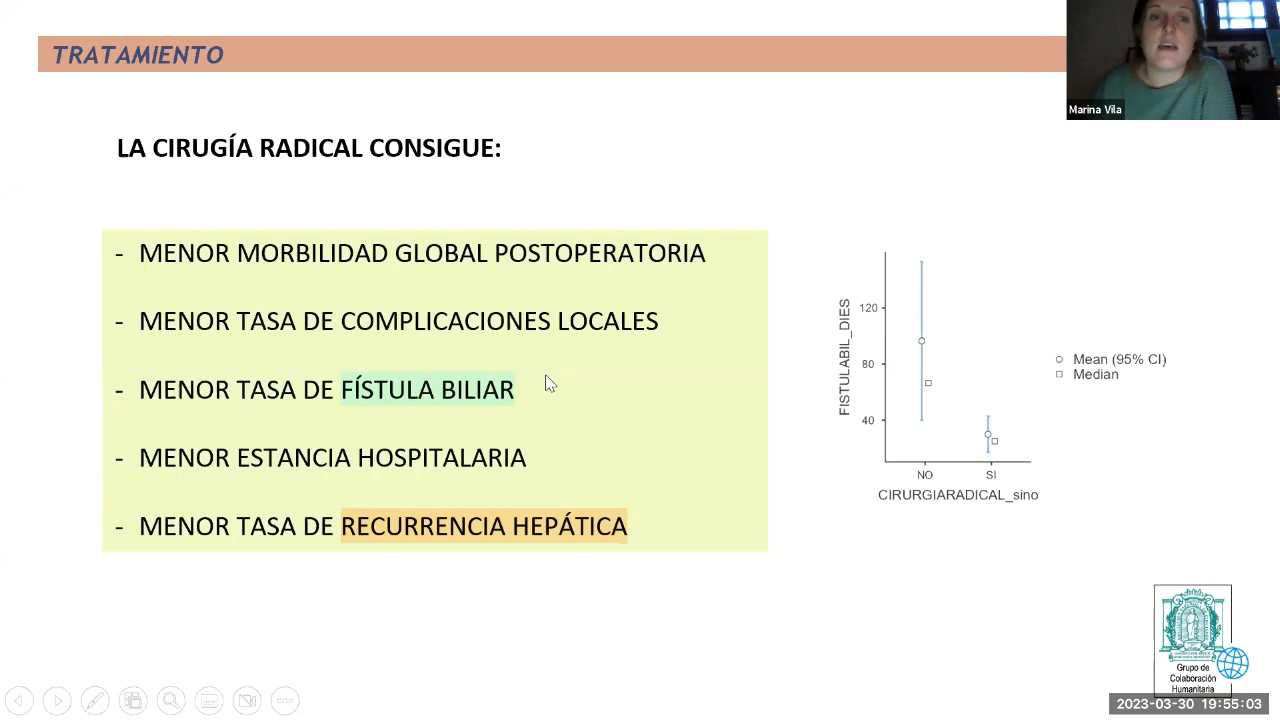 TRATAMIENTO
Marina Vila
LA CIRUGÍA RADICAL CONSIGUE:
- MENOR MORBILIDAD GLOBAL POSTOPERATORIA
- MENOR TASA DE COMPLICACIONES LOCALES
- MENOR TASA DE FÍSTULA BILIAR
- MENOR ESTANCIA HOSPITALARIA
- MENOR TASA DE RECURRENCIA HEPÁTICA
FISTULABIL_DIES
120
80
40
NO SI
CIRURGIARADICAL_sino
Mean (95% CI)
Median
Grupo de
Colaboración
Humanitaria
2023-03-30 19:55:03